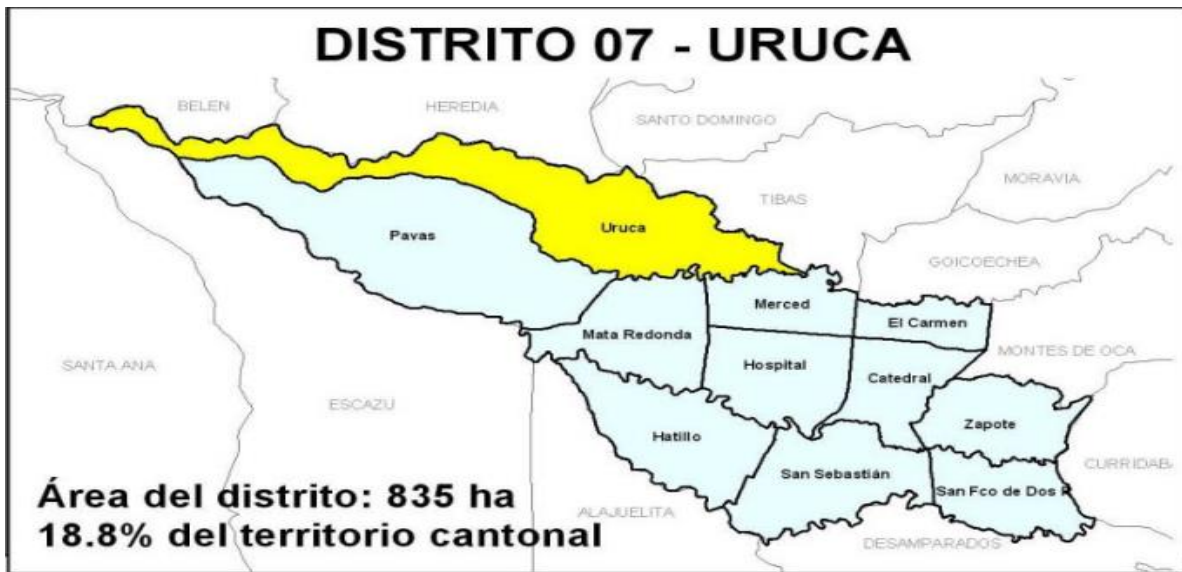 DISTRITO 07 - URUCA
BELEN
HEREDIA
SANTO DOMINGO
MORAVIA
TIBAS
Uruca
Pavas
GOICOECHEA
Merced
El Carmen
Mata Redonda
MONTES DE OCA
SANTA ANA
Hospital
Catedral
ESCAZU
Zapote
Hatillo
CURRIDABA
San Sebastián
San Fco de Dos R
Área del distrito: 835 ha
18.8% del territorio cantonal
ALAJUELITA
DESAMPARADOS